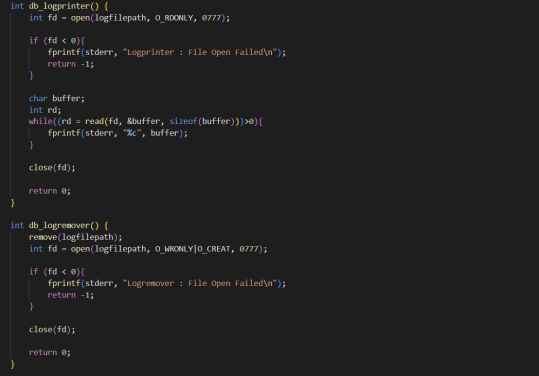 int db_logprinter() {
    int fd = open(logfilepath, O_RDONLY, 0777);

    if (fd < 0){
        fprintf(stderr, "Logprinter : File Open Failed\n");
        return -1;
    }

    char buffer;
    int rd;
    while((rd = read(fd, &buffer, sizeof(buffer)))>0){
        fprintf(stderr, "%c", buffer);
    }

    close(fd);

    return 0;
}

int db_logremover() {
    remove(logfilepath);
    int fd = open(logfilepath, O_WRONLY|O_CREAT, 0777);

    if (fd < 0){
        fprintf(stderr, "Logremover : File Open Failed\n");
        return -1;
    }

    close(fd);

    return 0;
}